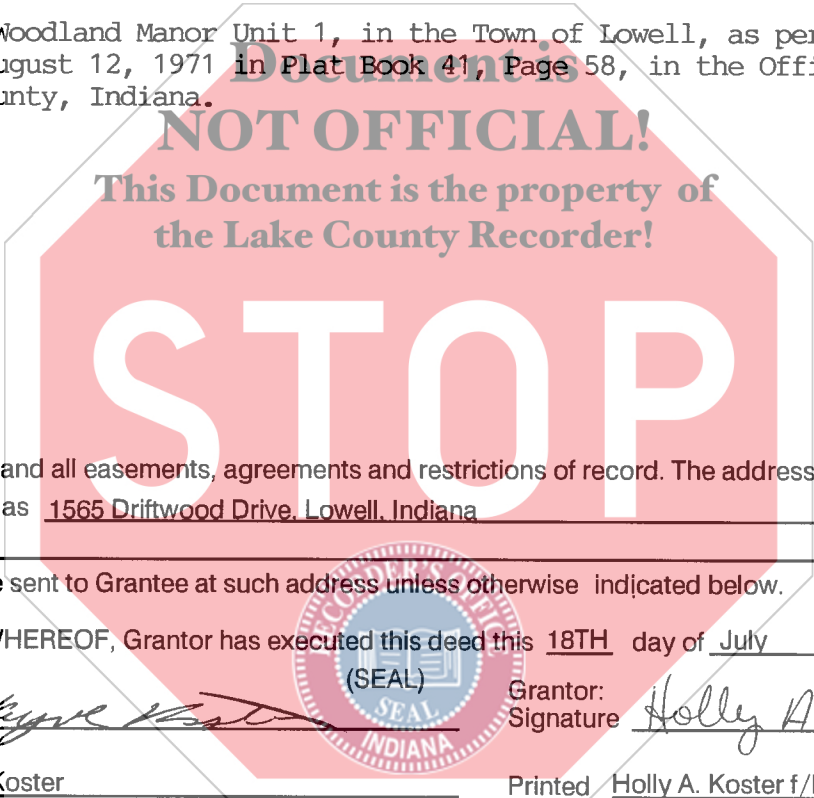 Woodland Manor Unit 1, in the Town of Lowell, as per
ugust 12, 1971 in Plat Book 41, Page 58, in the Offi
unty, Indiana.
Document is
NOT OFFICIAL!
This Document is the property of
the Lake County Recorder!
STOP
and all easements, agreements and restrictions of record. The address
as 1565 Driftwood Drive, Lowell, Indiana
e sent to Grantee at such address unless otherwise indicated below.
WHEREOF, Grantor has executed this deed this 18TH day of July
(SEAL)
RECORDER'S OFFICE
SEAL
INDIANA
Grantor:
Signature Holly A
Koster
Printed Holly A. Koster f/